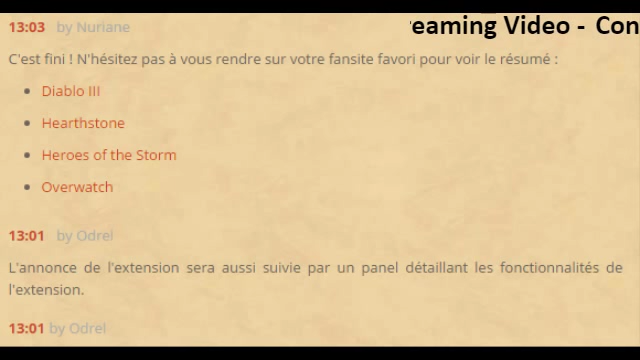 eaming Video - Con
13:03 by Nuriane
C'est fini ! N'hésitez pas à vous rendre sur votre fansite favori pour voir le résumé :
Diablo III
Hearthstone
Heroes of the Storm
Overwatch
13:01 by Odrel
L'annonce de l'extension sera aussi suivie par un panel détaillant les fonctionnalités de
l'extension.
13:01 by Odrel